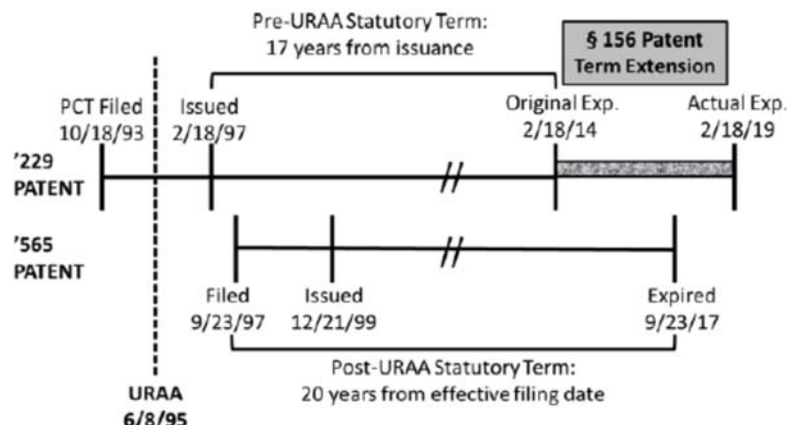 Pre-URAA Statutory Term:
17 years from issuance
§ 156 Patent
Term Extension
PCT Filed
10/18/93
Issued
2/18/97
Original Exp.
2/18/14
Actual Exp.
2/18/19
’229
PATENT
’565
PATENT
Filed
9/23/97
Issued
12/21/99
Expired
9/23/17
Post-URAA Statutory Term:
20 years from effective filing date
URAA
6/8/95